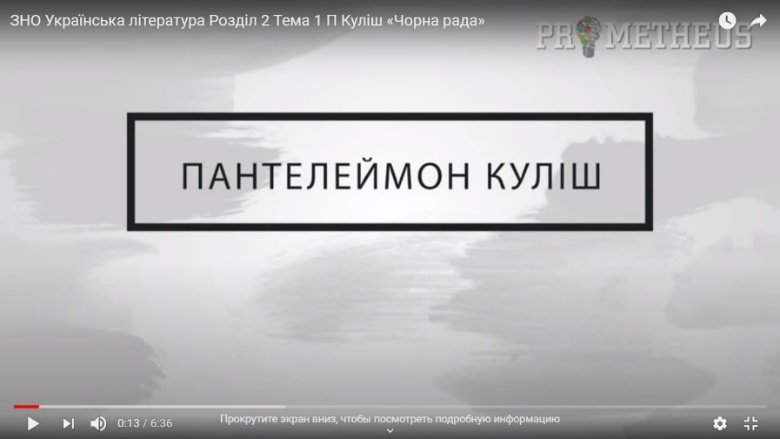 ЗНО Українська література Розділ 2 Тема 1 П Куліш «Чорна рада»
PROMETHEUS
ПАНТЕЛЕЙМОН КУЛІШ
0:13 / 6:36
Прокрутите экран вниз, чтобы посмотреть подробную информацию